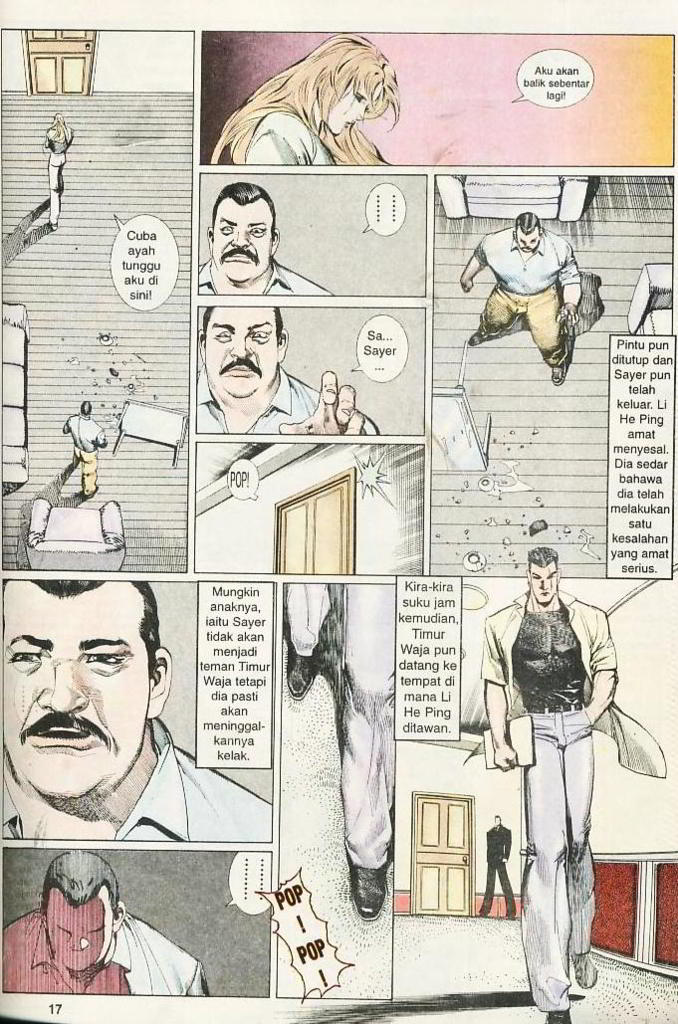 Cuba
ayah
tunggu
aku di
sini!
Aku akan
balik sebentar
lagi!
......
Sa...
Sayer
...
POP!
Pintu pun
ditutup dan
Sayer pun
telah
keluar. Li
He Ping
amat
menyesal.
Dia sedar
bahawa
dia telah
melakukan
satu
kesalahan
yang amat
serius.
Mungkin
anaknya,
iaitu Sayer
tidak akan
menjadi
teman Timur
Waja tetapi
dia pasti
akan
meninggal-
kannya
kelak.
......
POP
!
POP
!
Kira-kira
suku jam
kemudian,
Timur
Waja pun
datang ke
tempat di
mana Li
He Ping
ditawan.
17